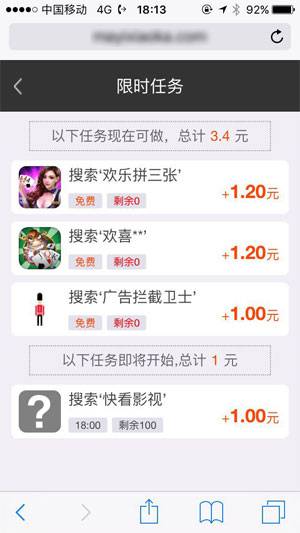 中国移动 4G 18:13 92%
限时任务
以下任务现在可做，总计 3.4 元
搜索‘欢乐拼三张’
免费 剩余0
+1.20元
搜索‘欢喜**’
免费 剩余0
+1.20元
搜索‘广告拦截卫士’
免费 剩余0
+1.00元
以下任务即将开始,总计 1 元
?
搜索‘快看影视’
18:00 剩余100
+1.00元